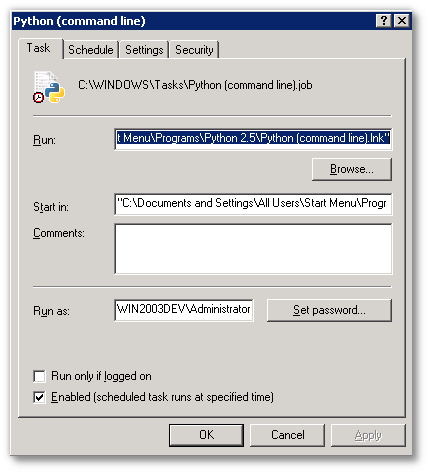 Python (command line)
Task Schedule Settings Security
C:\WINDOWS\Tasks\Python (command line).job
Run: t Menu\Programs\Python 2.5\Python (command line).lnk"
Browse...
Start in: "C:\Documents and Settings\All Users\Start Menu\Progr
Comments:
Run as: WIN2003DEV\Administrator Set password...
Run only if logged on
Enabled (scheduled task runs at specified time)
OK Cancel Apply